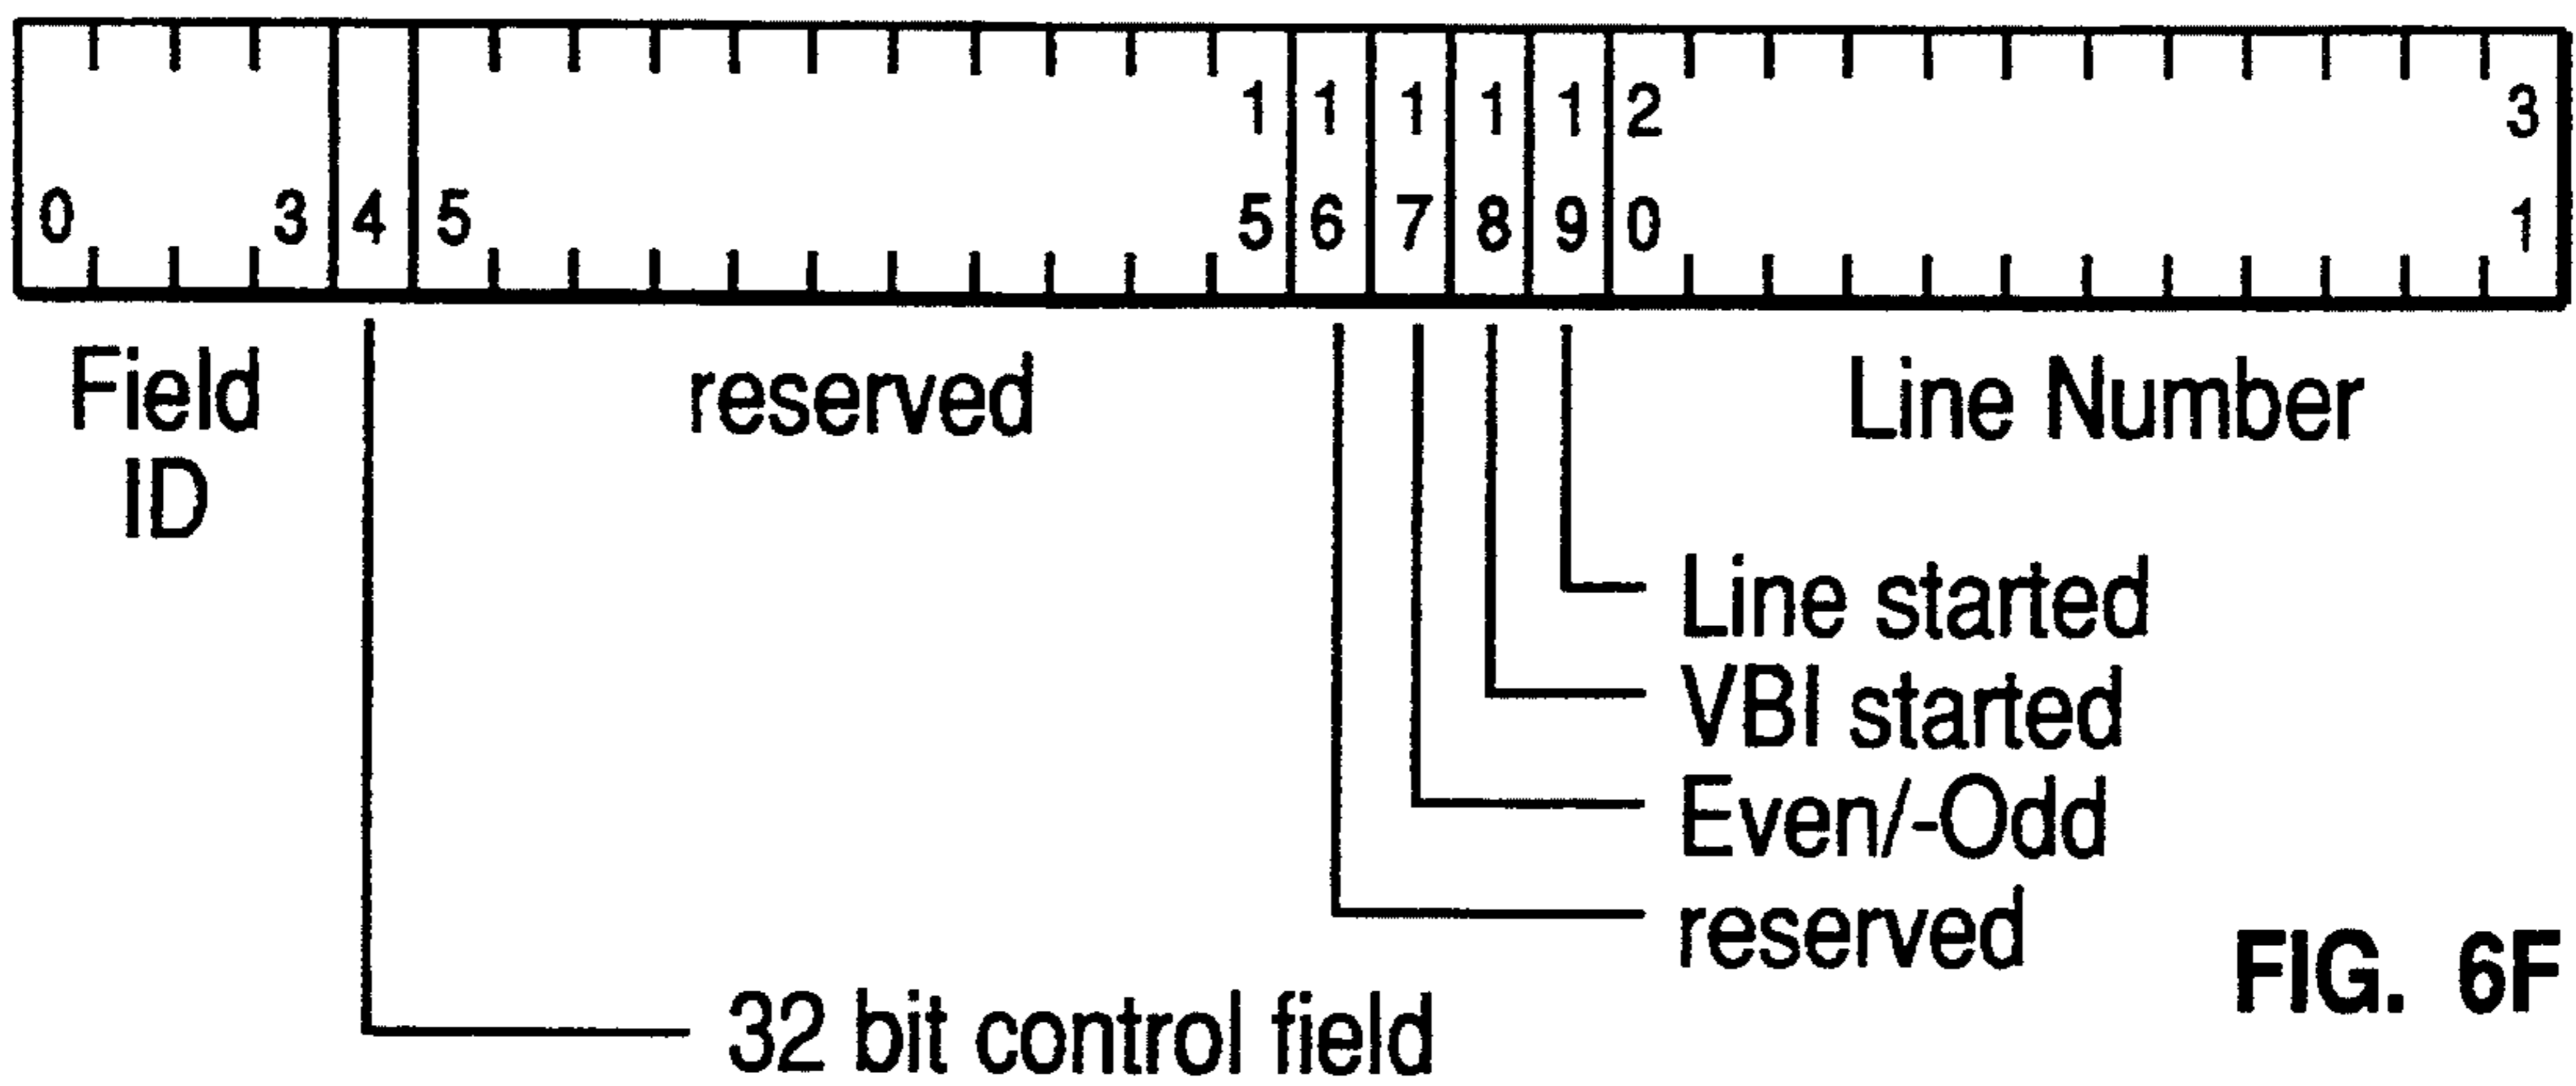 1 1 1 1 1 2 3
0 3 4 5 5 6 7 8 9 0 1
Field
ID
reserved
Line Number
Line started
VBI started
Even/-Odd
reserved
32 bit control field
FIG. 6F